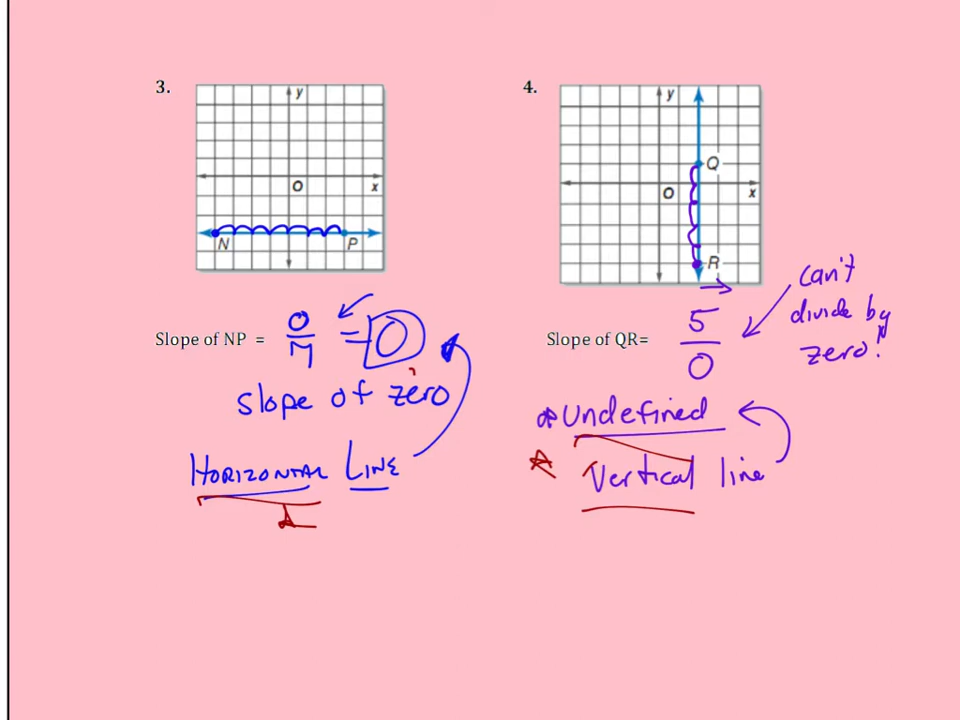 3.
y
O
x
N
P
Slope of NP = 0/7 = 0
slope of zero
HORIZONTAL LINE
4.
y
Q
O
x
R
Slope of QR= 5/0
can't
divide by
zero!
Undefined
Vertical line